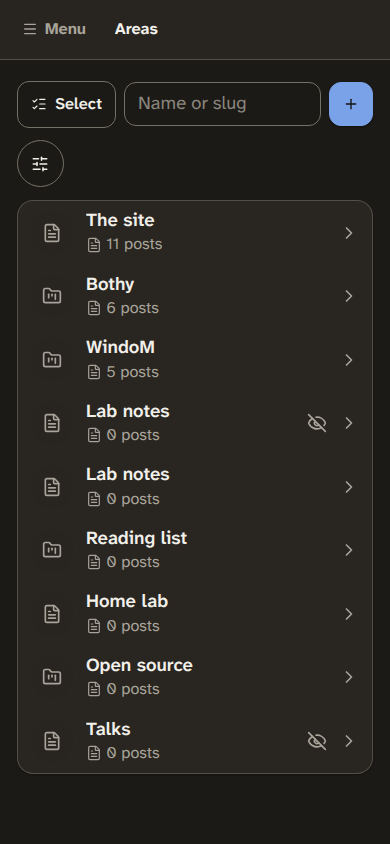 Menu Areas
Select Name or slug +
The site
11 posts
Bothy
6 posts
WindoM
5 posts
Lab notes
0 posts
Lab notes
0 posts
Reading list
0 posts
Home lab
0 posts
Open source
0 posts
Talks
0 posts